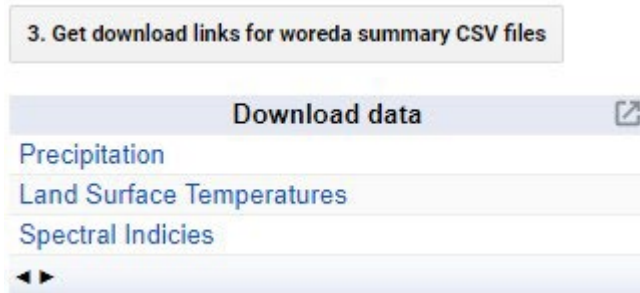 3. Get download links for woreda summary CSV files
Download data
Precipitation
Land Surface Temperatures
Spectral Indicies